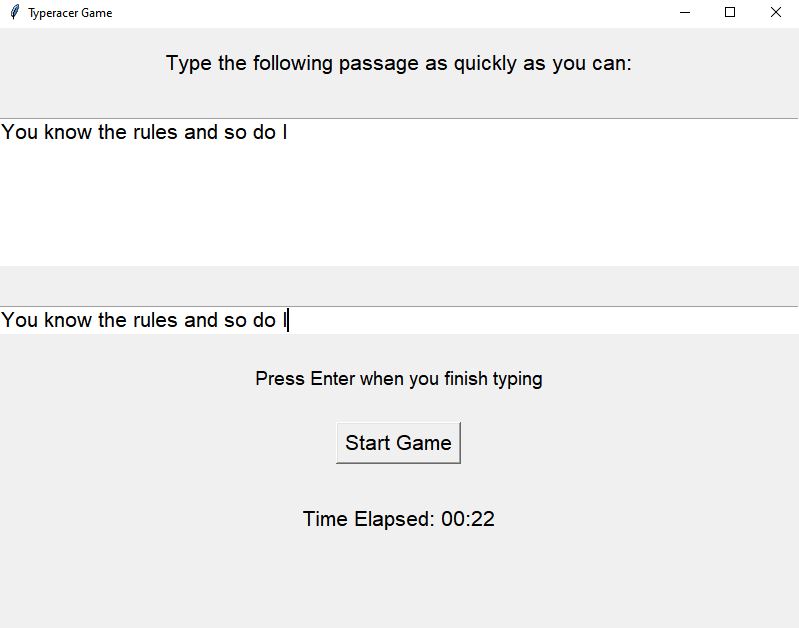 Typeracer Game
Type the following passage as quickly as you can:
You know the rules and so do I
You know the rules and so do I
Press Enter when you finish typing
Start Game
Time Elapsed: 00:22